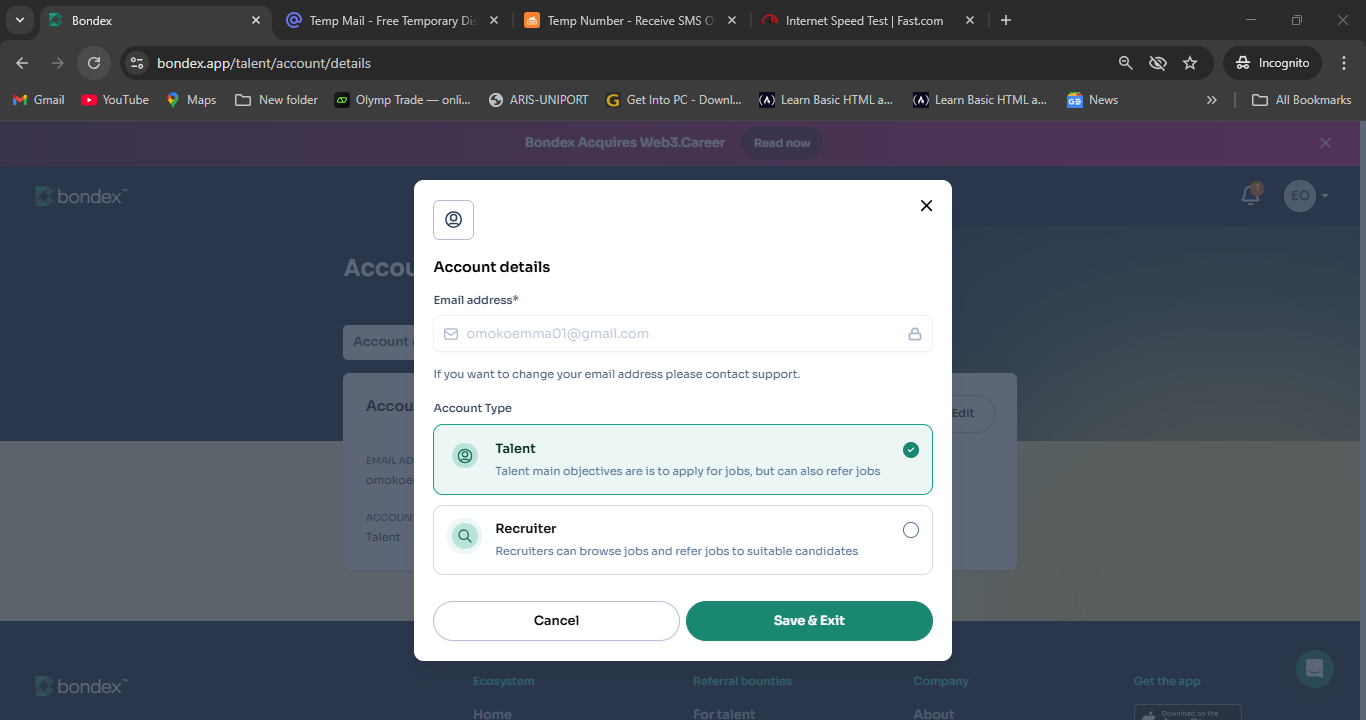 Bondex
Temp Mail - Free Temporary Dis
Temp Number - Receive SMS O
Internet Speed Test | Fast.com
bondex.app/talent/account/details
Incognito
Gmail
YouTube
Maps
New folder
Olymp Trade — onli...
ARIS-UNIPORT
Get Into PC - Downl...
Learn Basic HTML a...
Learn Basic HTML a...
News
All Bookmarks
Bondex Acquires Web3.Career
Read now
bondex™
1
EO
Accou
Account
Accou
Edit
EMAIL AD
omokoe
ACCOUN
Talent
Account details
Email address*
omokoemma01@gmail.com
If you want to change your email address please contact support.
Account Type
Talent
Talent main objectives are is to apply for jobs, but can also refer jobs
Recruiter
Recruiters can browse jobs and refer jobs to suitable candidates
Cancel
Save & Exit
bondex™
Ecosystem
Referral bounties
Company
Get the app
Home
For talent
About
Download on the